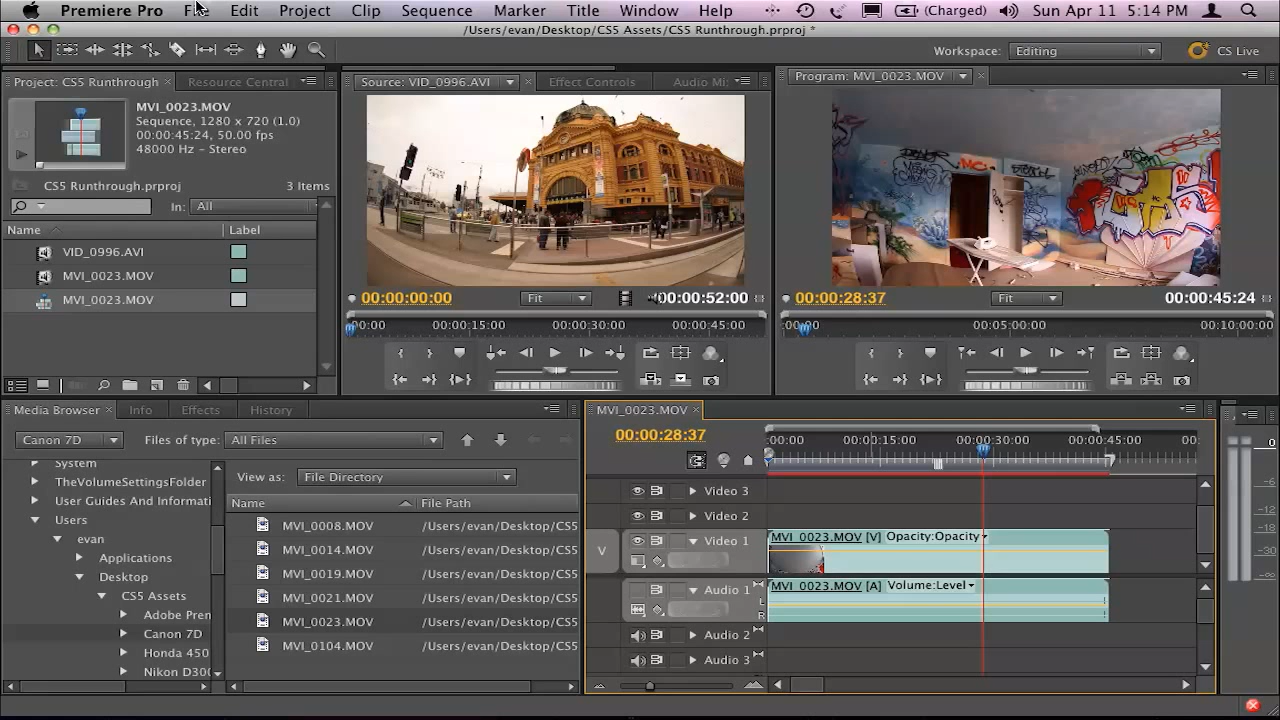 Premiere Pro Edit Project Clip Sequence Marker Title Window Help (Charged) Sun Apr 11 5:14 PM
/Users/evan/Desktop/CS5 Assets/CS5 Runthrough.prproj *
Workspace: Editing CS Live
Project: CS5 Runthrough × Resource Central
MVI_0023.MOV
Sequence, 1280 x 720 (1.0)
00:00:45:24, 50.00 fps
48000 Hz - Stereo
CS5 Runthrough.prproj 3 Items
In: All
Name Label
VID_0996.AVI
MVI_0023.MOV
MVI_0023.MOV
Source: VID_0996.AVI × Effect Controls Audio Mi:
00:00:00:00 Fit 00:00:52:00
00:00 00:00:15:00 00:00:30:00 00:00:45:00
Program: MVI_0023.MOV ×
00:00:28:37 Fit 00:00:45:24
00:00 00:05:00:00 00:10:00:00
Media Browser × Info Effects History
Canon 7D Files of type: All Files
System
TheVolumeSettingsFolder
User Guides And Informati
Users
evan
Applications
Desktop
CS5 Assets
Adobe Pren
Canon 7D
Honda 450
Nikon D300
View as: File Directory
Name File Path
MVI_0008.MOV /Users/evan/Desktop/CS5
MVI_0014.MOV /Users/evan/Desktop/CS5
MVI_0019.MOV /Users/evan/Desktop/CS5
MVI_0021.MOV /Users/evan/Desktop/CS5
MVI_0023.MOV /Users/evan/Desktop/CS5
MVI_0104.MOV /Users/evan/Desktop/CS5
MVI_0023.MOV ×
00:00:28:37
:00:00 00:00:15:00 00:00:30:00 00:00:45:00 00:
Video 3
Video 2
V Video 1
MVI_0023.MOV [V] Opacity:Opacity
Audio 1
L
R
MVI_0023.MOV [A] Volume:Level
Audio 2
Audio 3
0
-6
-12
-18
-30